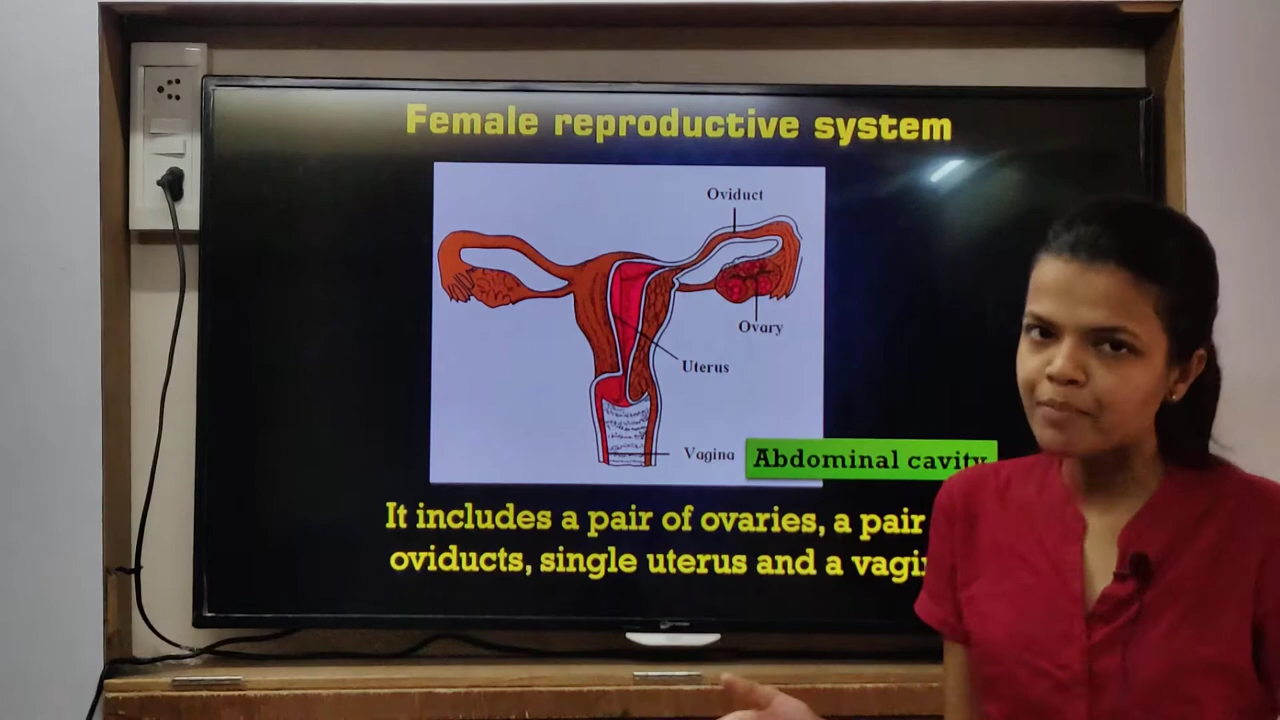 Female reproductive system
Oviduct
Ovary
Uterus
Vagina
Abdominal cavity
It includes a pair of ovaries, a pair
oviducts, single uterus and a